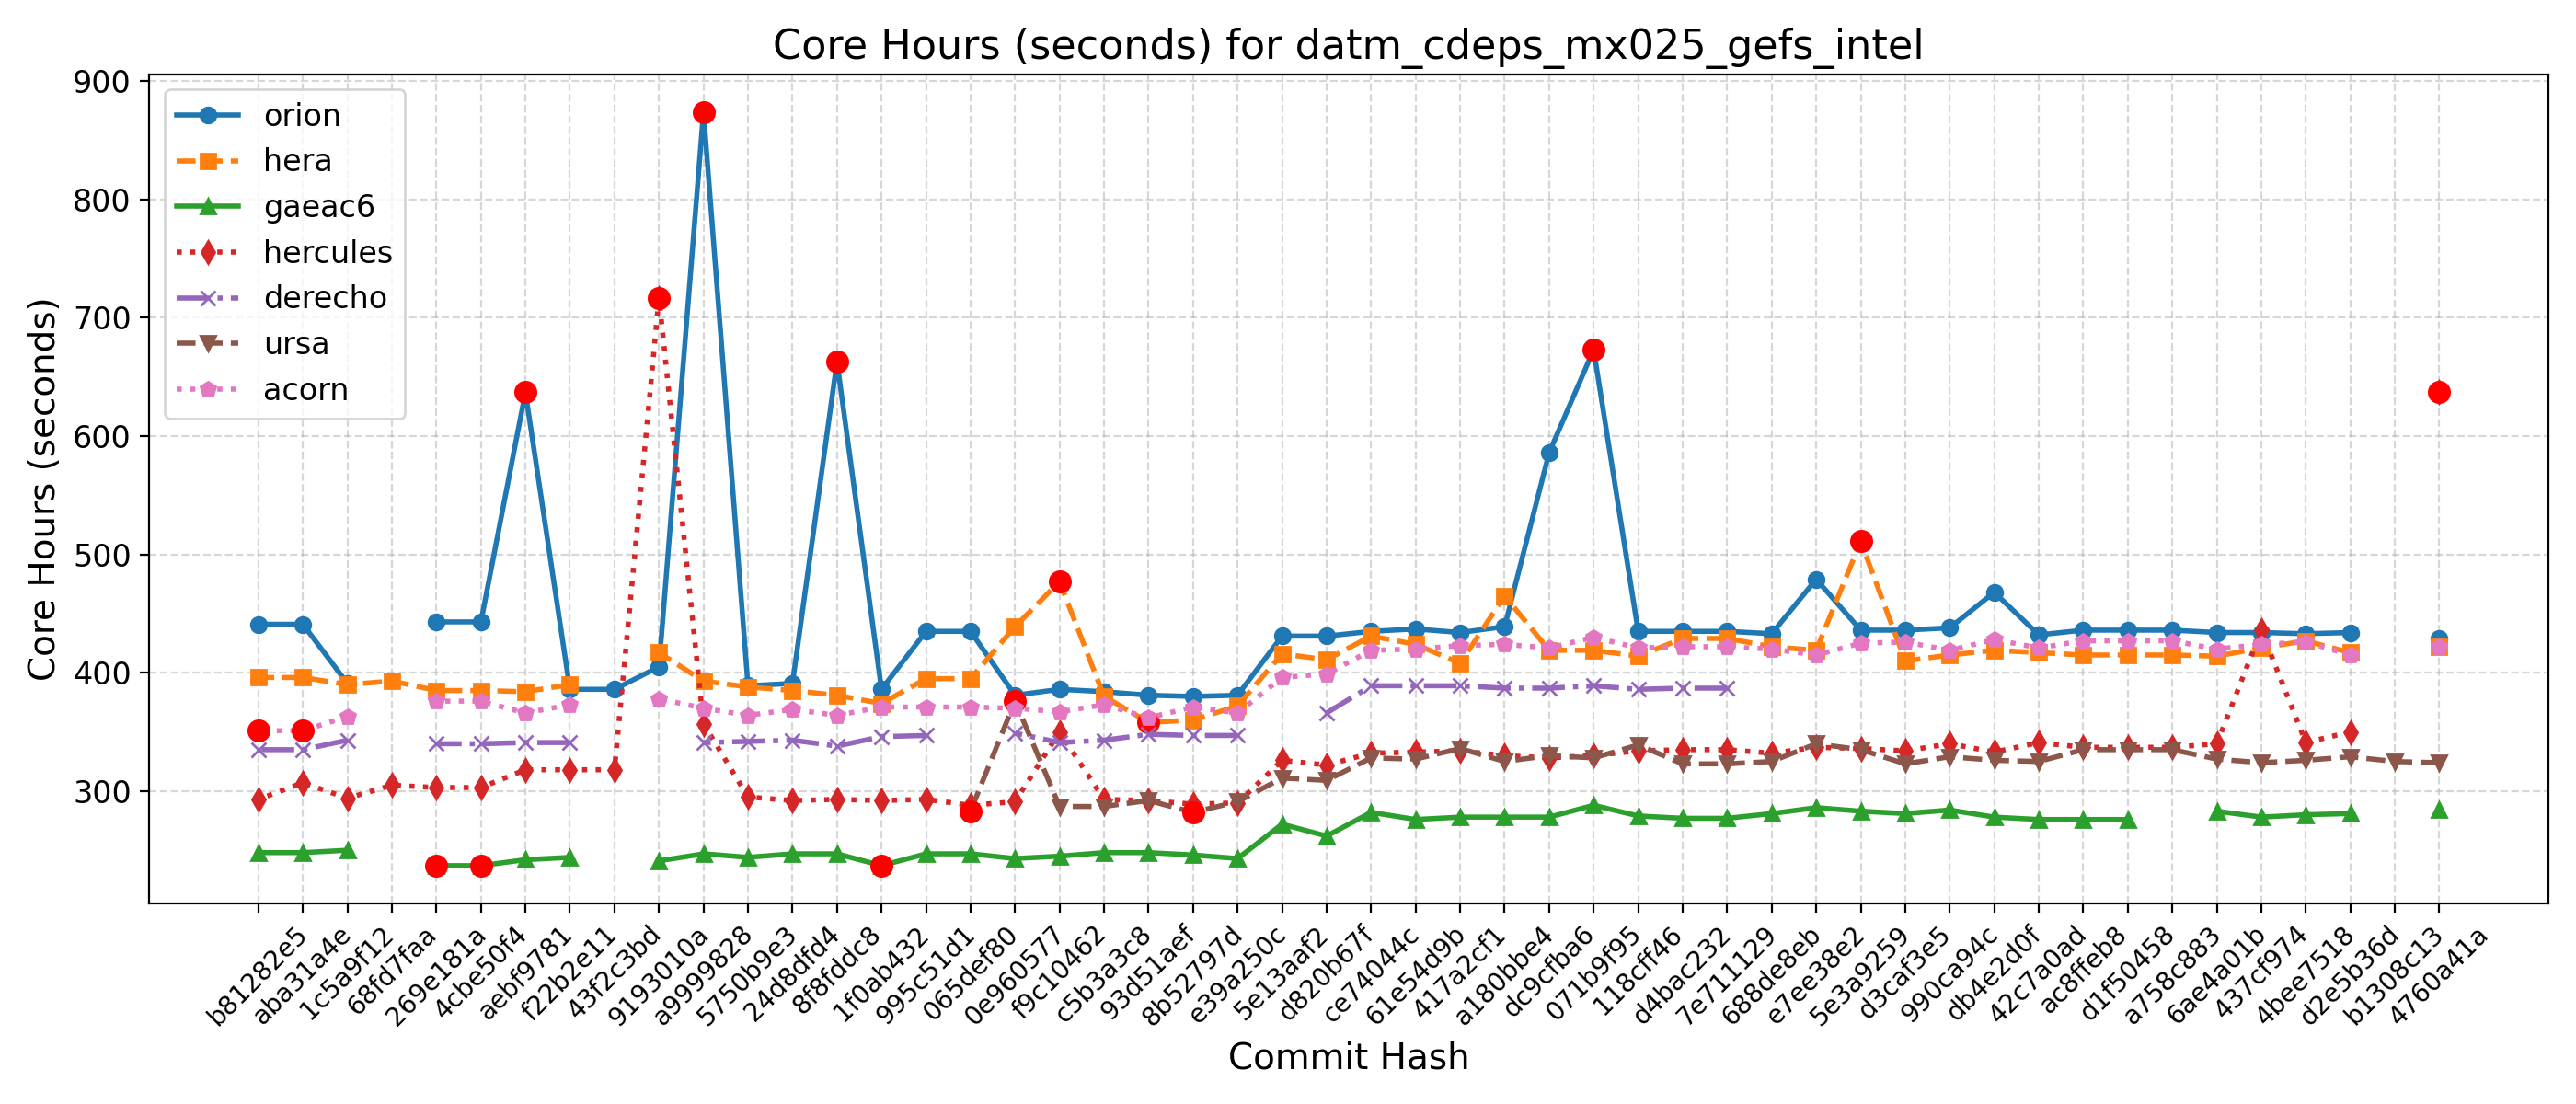 Core Hours (seconds) for datm_cdeps_mx025_gefs_intel
Core Hours (seconds)
900
800
700
600
500
400
300
orion
hera
gaeac6
hercules
derecho
ursa
acorn
b81282e5
aba31a4e
1c5a9f12
68fd7faa
269e181a
4cbe50f4
aebf9781
f22b2e11
43f2c3bd
9193010a
a9999828
5750b9e3
24d8dfd4
8f8fddc8
1f0ab432
995c51d1
065def80
0e960577
f9c10462
c5b3a3c8
93d51aef
8b52797d
e39a250c
5e13aaf2
d820b67f
ce74044c
61e54d9b
417a2cf1
a180bbe4
dc9cfba6
071b9f95
118cff46
d4bac232
7e711129
688de8eb
e7ee38e2
5e3a9259
d3caf3e5
990ca94c
db4e2d0f
42c7a0ad
ac8ffeb8
d1f50458
a758c883
6ae4a01b
437cf974
4bee7518
d2e5b36d
b1308c13
4760a41a
Commit Hash